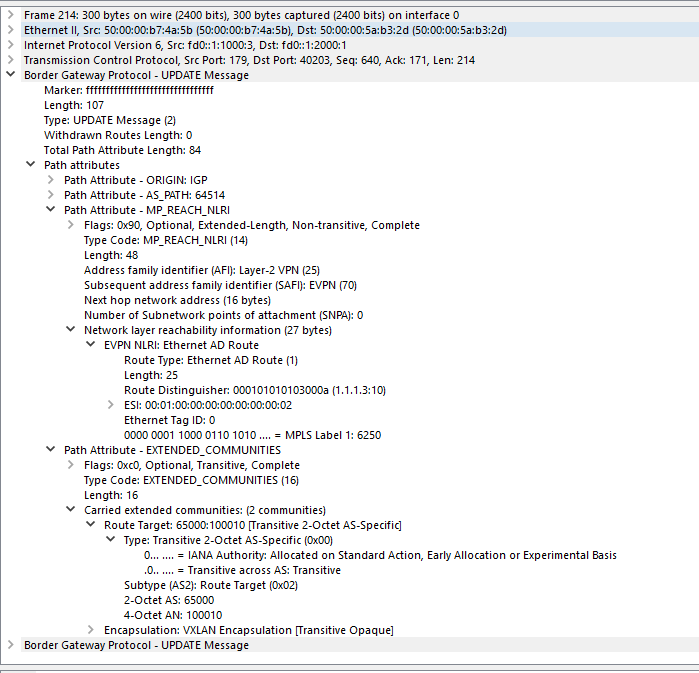 Frame 214: 300 bytes on wire (2400 bits), 300 bytes captured (2400 bits) on interface 0
Ethernet II, Src: 50:00:00:b7:4a:5b (50:00:00:b7:4a:5b), Dst: 50:00:00:5a:b3:2d (50:00:00:5a:b3:2d)
Internet Protocol Version 6, Src: fd0::1:1000:3, Dst: fd0::1:2000:1
Transmission Control Protocol, Src Port: 179, Dst Port: 40203, Seq: 640, Ack: 171, Len: 214
Border Gateway Protocol - UPDATE Message
Marker: ffffffffffffffffffffffffffffffff
Length: 107
Type: UPDATE Message (2)
Withdrawn Routes Length: 0
Total Path Attribute Length: 84
Path attributes
Path Attribute - ORIGIN: IGP
Path Attribute - AS_PATH: 64514
Path Attribute - MP_REACH_NLRI
Flags: 0x90, Optional, Extended-Length, Non-transitive, Complete
Type Code: MP_REACH_NLRI (14)
Length: 48
Address family identifier (AFI): Layer-2 VPN (25)
Subsequent address family identifier (SAFI): EVPN (70)
Next hop network address (16 bytes)
Number of Subnetwork points of attachment (SNPA): 0
Network layer reachability information (27 bytes)
EVPN NLRI: Ethernet AD Route
Route Type: Ethernet AD Route (1)
Length: 25
Route Distinguisher: 000101010103000a (1.1.1.3:10)
ESI: 00:01:00:00:00:00:00:00:00:02
Ethernet Tag ID: 0
0000 0001 1000 0110 1010 .... = MPLS Label 1: 6250
Path Attribute - EXTENDED_COMMUNITIES
Flags: 0xc0, Optional, Transitive, Complete
Type Code: EXTENDED_COMMUNITIES (16)
Length: 16
Carried extended communities: (2 communities)
Route Target: 65000:100010 [Transitive 2-Octet AS-Specific]
Type: Transitive 2-Octet AS-Specific (0x00)
0... .... = IANA Authority: Allocated on Standard Action, Early Allocation or Experimental Basis
.0.. .... = Transitive across AS: Transitive
Subtype (AS2): Route Target (0x02)
2-Octet AS: 65000
4-Octet AN: 100010
Encapsulation: VXLAN Encapsulation [Transitive Opaque]
Border Gateway Protocol - UPDATE Message